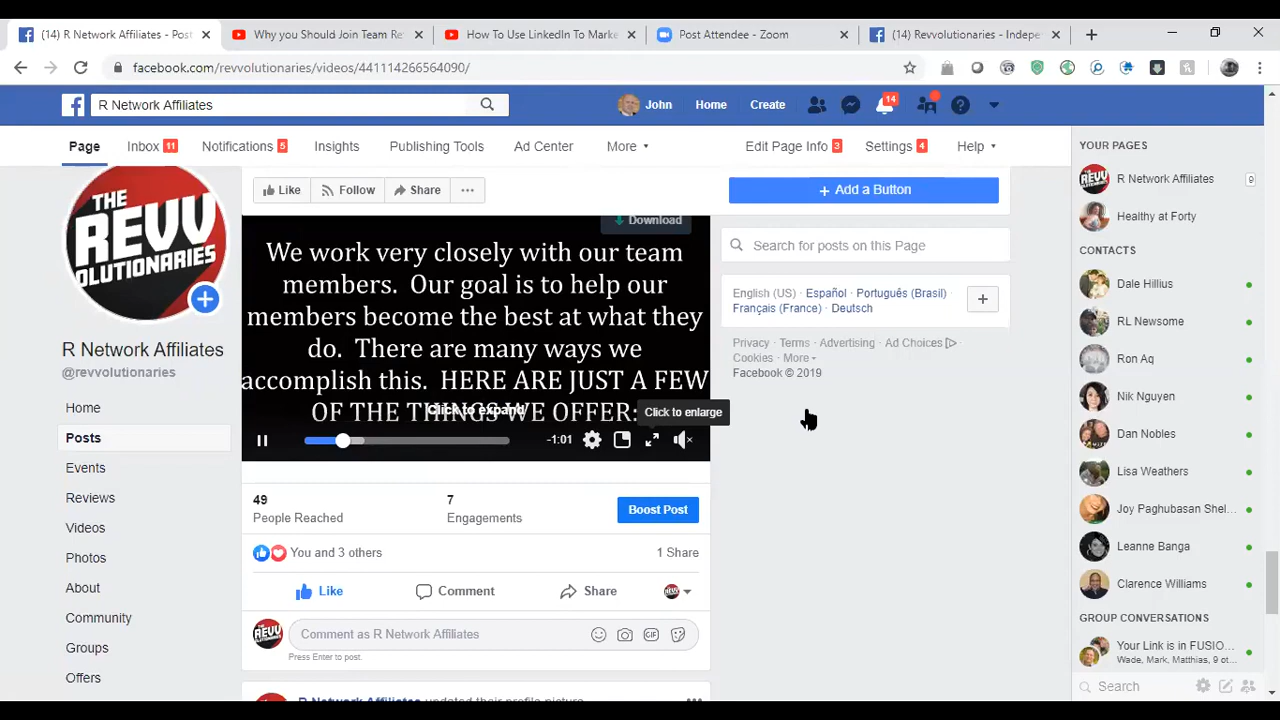 (14) R Network Affiliates - Post
Why you Should Join Team Re
How To Use LinkedIn To Marke
Post Attendee - Zoom
(14) Revvolutionaries - Indepe
facebook.com/revvolutionaries/videos/441114266564090/
R Network Affiliates
John
Home
Create
14
Page
Inbox 11
Notifications 5
Insights
Publishing Tools
Ad Center
More
Edit Page Info 3
Settings 4
Help
THE
REVV
OLUTIONARIES
R Network Affiliates
@revvolutionaries
Home
Posts
Events
Reviews
Videos
Photos
About
Community
Groups
Offers
Like
Follow
Share
Add a Button
Download
We work very closely with our team
members. Our goal is to help our
members become the best at what they
do. There are many ways we
accomplish this. HERE ARE JUST A FEW
OF THE THINGS WE OFFER:
Click to expand
Click to enlarge
-1:01
49
People Reached
7
Engagements
Boost Post
You and 3 others
1 Share
Like
Comment
Share
Comment as R Network Affiliates
GIF
Press Enter to post.
R Network Affiliates updated their profile picture.
Search for posts on this Page
English (US) · Español · Português (Brasil) ·
Français (France) · Deutsch
Privacy · Terms · Advertising · Ad Choices ·
Cookies · More
Facebook © 2019
YOUR PAGES
R Network Affiliates
9
Healthy at Forty
CONTACTS
Dale Hillius
RL Newsome
Ron Aq
Nik Nguyen
Dan Nobles
Lisa Weathers
Joy Paghubasan Shel...
Leanne Banga
Clarence Williams
GROUP CONVERSATIONS
Your Link is in FUSIO...
Wade, Mark, Matthias, 9 ot...
Search